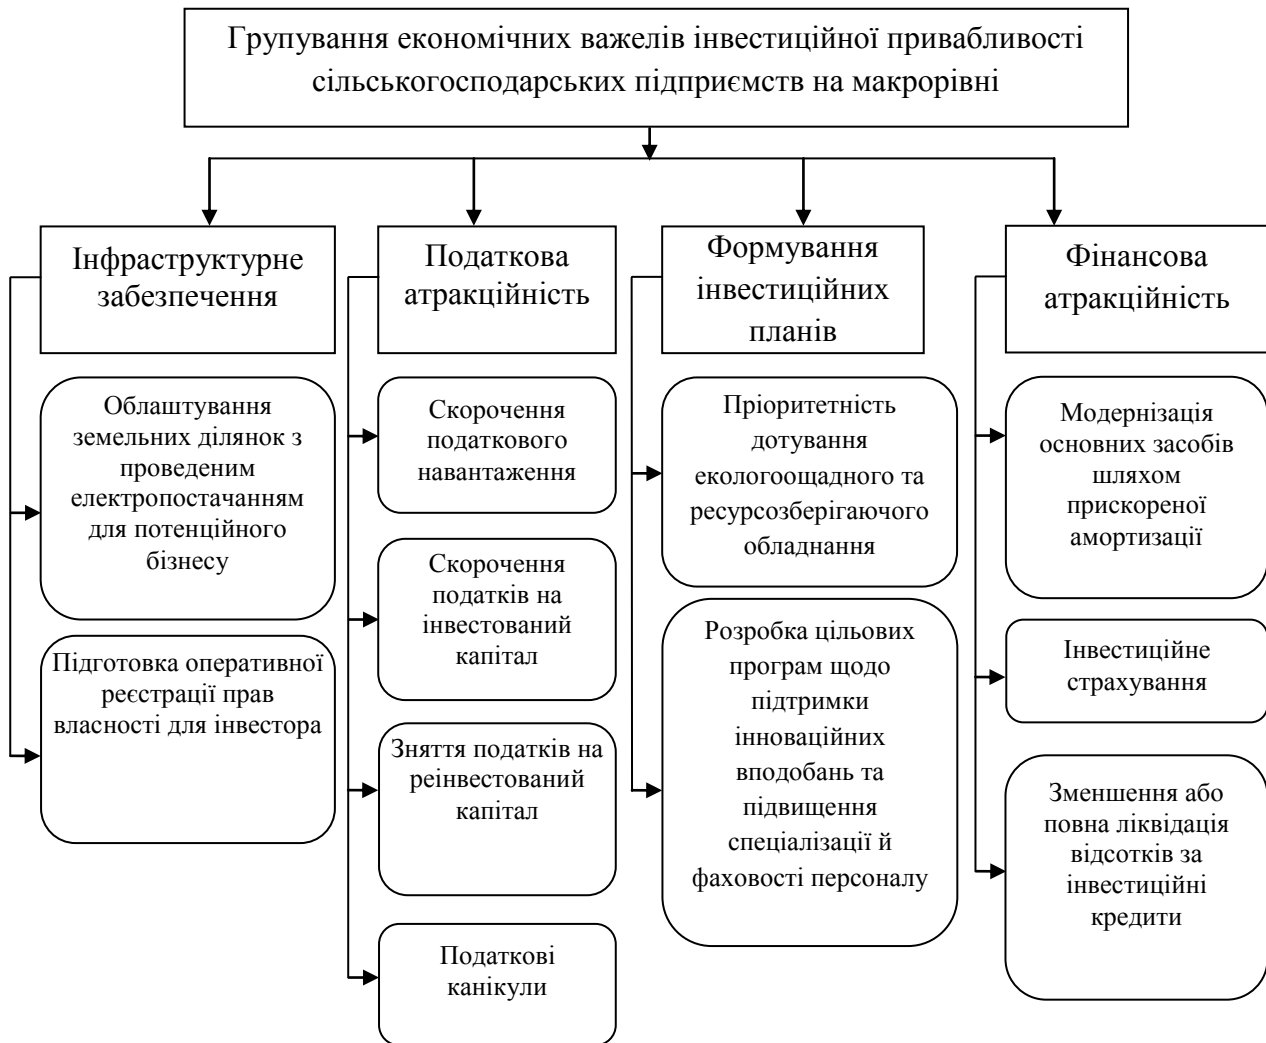 Групування економічних важелів інвестиційної привабливості
сільськогосподарських підприємств на макрорівні
Інфраструктурне
забезпечення
Облаштування
земельних ділянок з
проведеним
електропостачанням
для потенційного
бізнесу
Підготовка оперативної
реєстрації прав
власності для інвестора
Податкова
атракційність
Скорочення
податкового
навантаження
Скорочення
податків на
інвестований
капітал
Зняття податків на
реінвестований
капітал
Податкові
канікули
Формування
інвестиційних
планів
Пріоритетність
дотування
екологоощадного та
ресурсозберігаючого
обладнання
Розробка цільових
програм щодо
підтримки
інноваційних
вподобань та
підвищення
спеціалізації й
фаховості персоналу
Фінансова
атракційність
Модернізація
основних засобів
шляхом
прискореної
амортизації
Інвестиційне
страхування
Зменшення або
повна ліквідація
відсотків за
інвестиційні
кредити